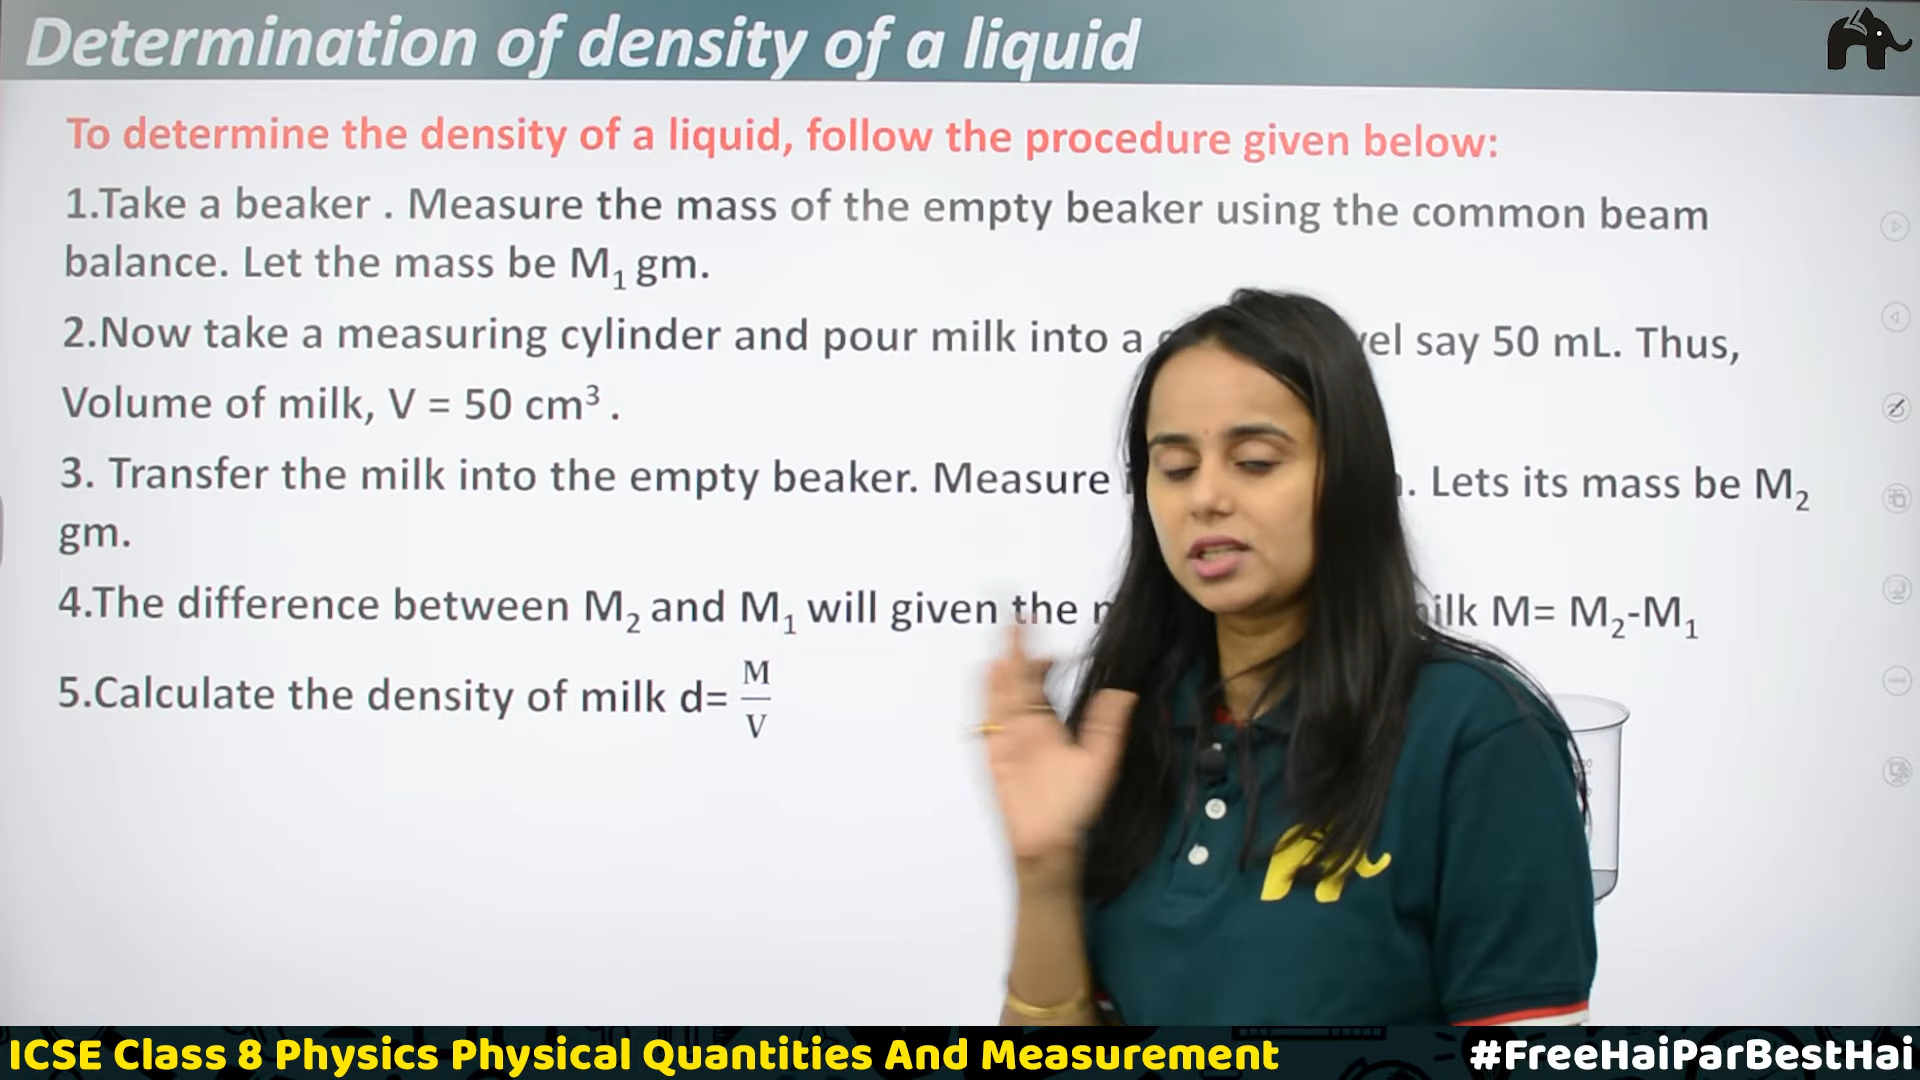 Determination of density of a liquid
To determine the density of a liquid, follow the procedure given below:
1.Take a beaker . Measure the mass of the empty beaker using the common beam
balance. Let the mass be M₁ gm.
2.Now take a measuring cylinder and pour milk into a say 50 mL. Thus,
Volume of milk, V = 50 cm³ .
3. Transfer the milk into the empty beaker. Measure . Lets its mass be M₂
gm.
4.The difference between M₂ and M₁ will given the M= M₂-M₁
5.Calculate the density of milk d= M/V
ICSE Class 8 Physics Physical Quantities And Measurement
#FreeHaiParBestHai